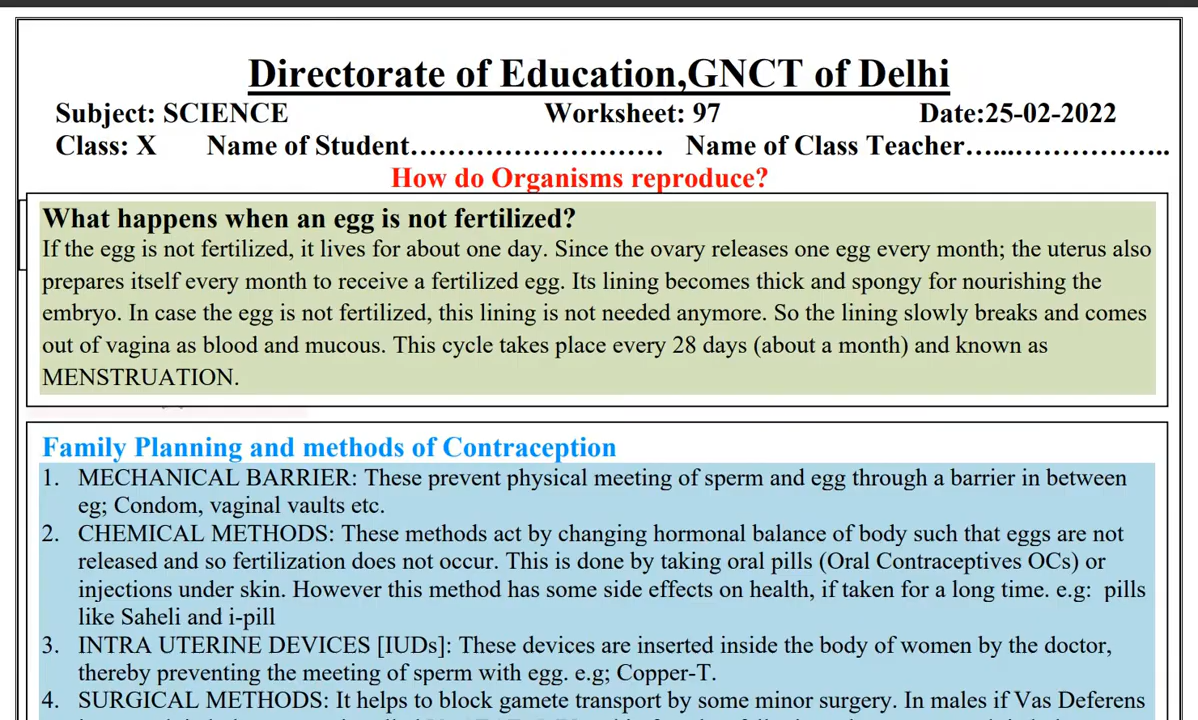 Directorate of Education,GNCT of Delhi
Subject: SCIENCE Worksheet: 97 Date:25-02-2022
Class: X Name of Student……………………… Name of Class Teacher…...……………..
How do Organisms reproduce?
What happens when an egg is not fertilized?
If the egg is not fertilized, it lives for about one day. Since the ovary releases one egg every month; the uterus also
prepares itself every month to receive a fertilized egg. Its lining becomes thick and spongy for nourishing the
embryo. In case the egg is not fertilized, this lining is not needed anymore. So the lining slowly breaks and comes
out of vagina as blood and mucous. This cycle takes place every 28 days (about a month) and known as
MENSTRUATION.
Family Planning and methods of Contraception
1. MECHANICAL BARRIER: These prevent physical meeting of sperm and egg through a barrier in between
eg; Condom, vaginal vaults etc.
2. CHEMICAL METHODS: These methods act by changing hormonal balance of body such that eggs are not
released and so fertilization does not occur. This is done by taking oral pills (Oral Contraceptives OCs) or
injections under skin. However this method has some side effects on health, if taken for a long time. e.g: pills
like Saheli and i-pill
3. INTRA UTERINE DEVICES [IUDs]: These devices are inserted inside the body of women by the doctor,
thereby preventing the meeting of sperm with egg. e.g; Copper-T.
4. SURGICAL METHODS: It helps to block gamete transport by some minor surgery. In males if Vas Deferens